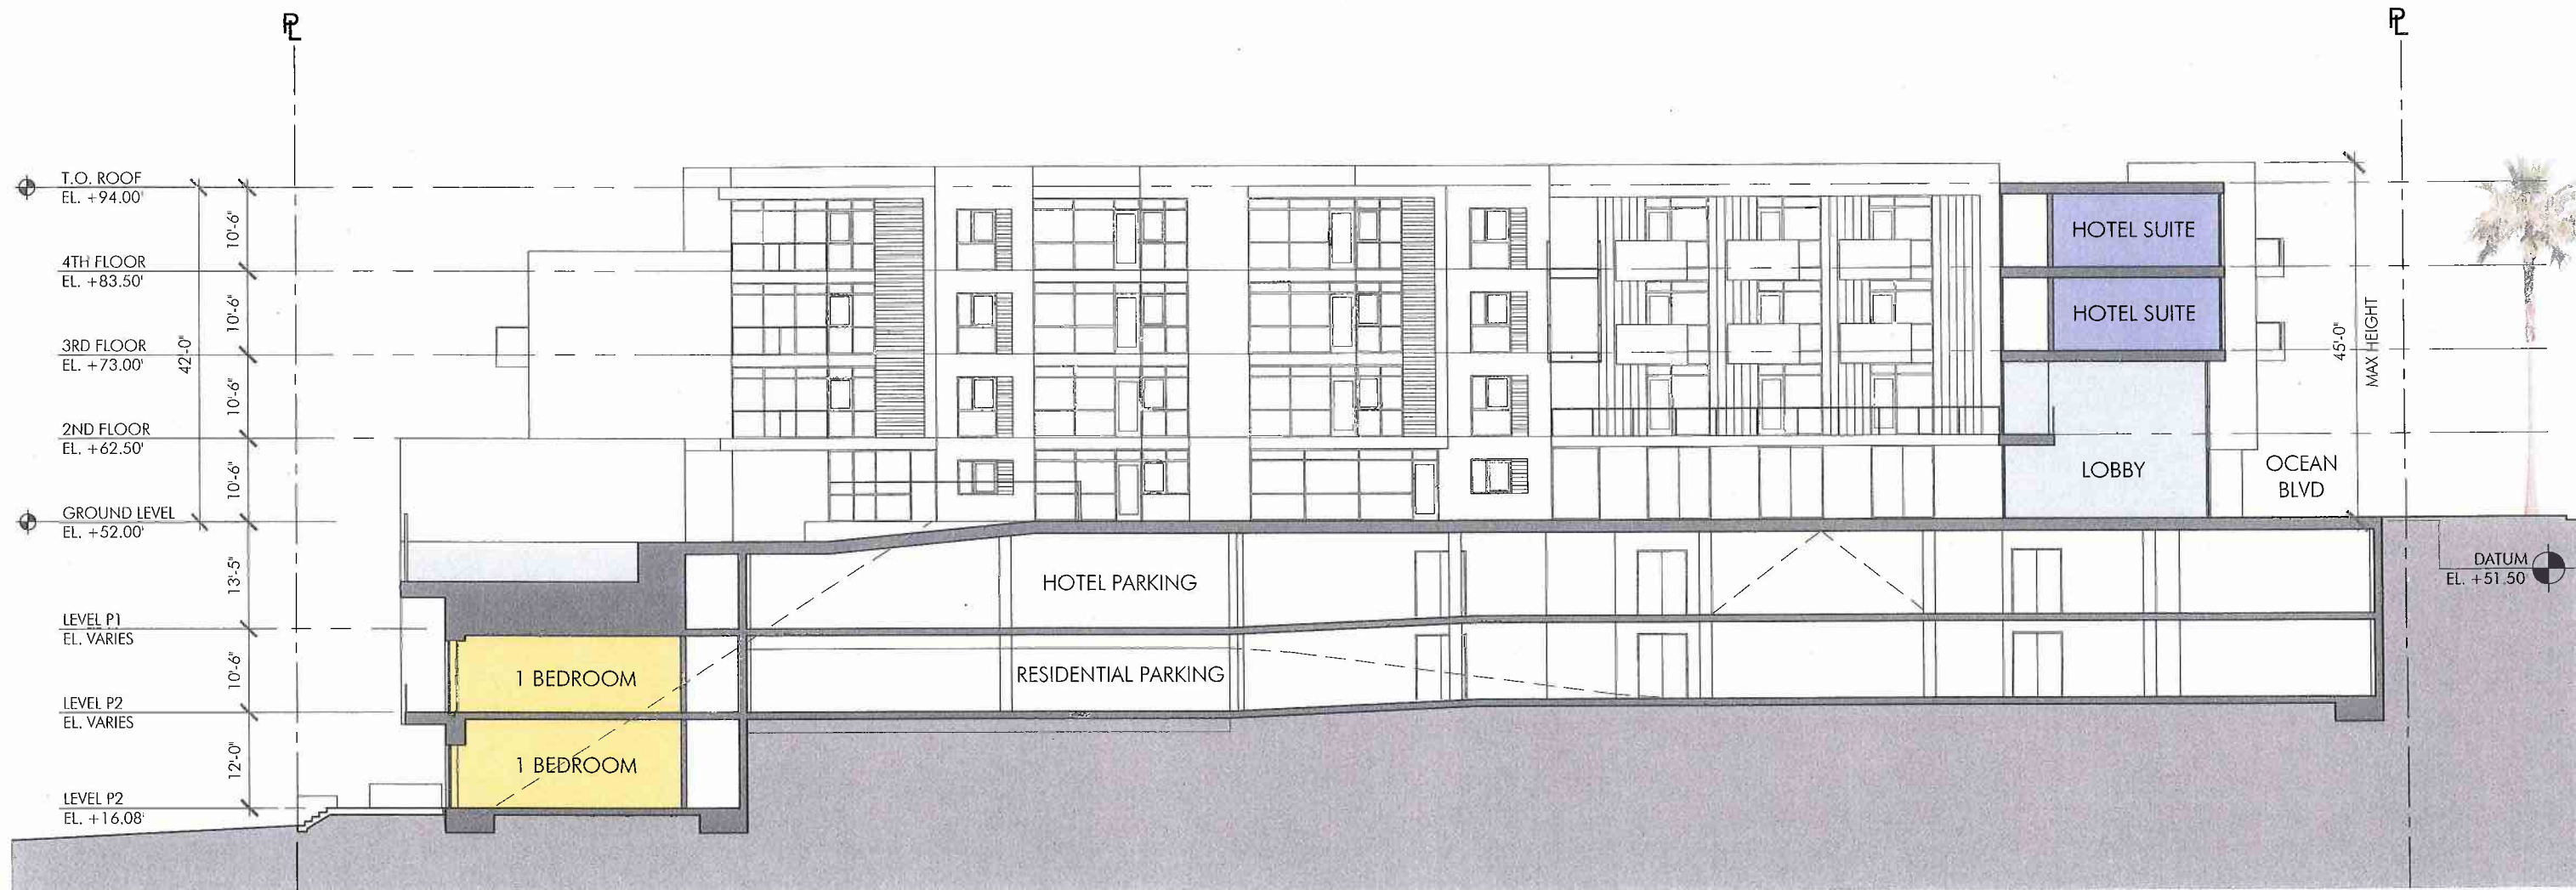 PL
PL
T.O. ROOF
EL. +94.00'
10'-6"
4TH FLOOR
EL. +83.50'
10'-6"
42'-0"
3RD FLOOR
EL. +73.00'
10'-6"
2ND FLOOR
EL. +62.50'
10'-6"
GROUND LEVEL
EL. +52.00'
13'-5"
LEVEL P1
EL. VARIES
10'-6"
LEVEL P2
EL. VARIES
12'-0"
LEVEL P2
EL. +16.08'
HOTEL SUITE
HOTEL SUITE
LOBBY
OCEAN
BLVD
45'-0"
MAX HEIGHT
DATUM
EL. +51.50
HOTEL PARKING
RESIDENTIAL PARKING
1 BEDROOM
1 BEDROOM